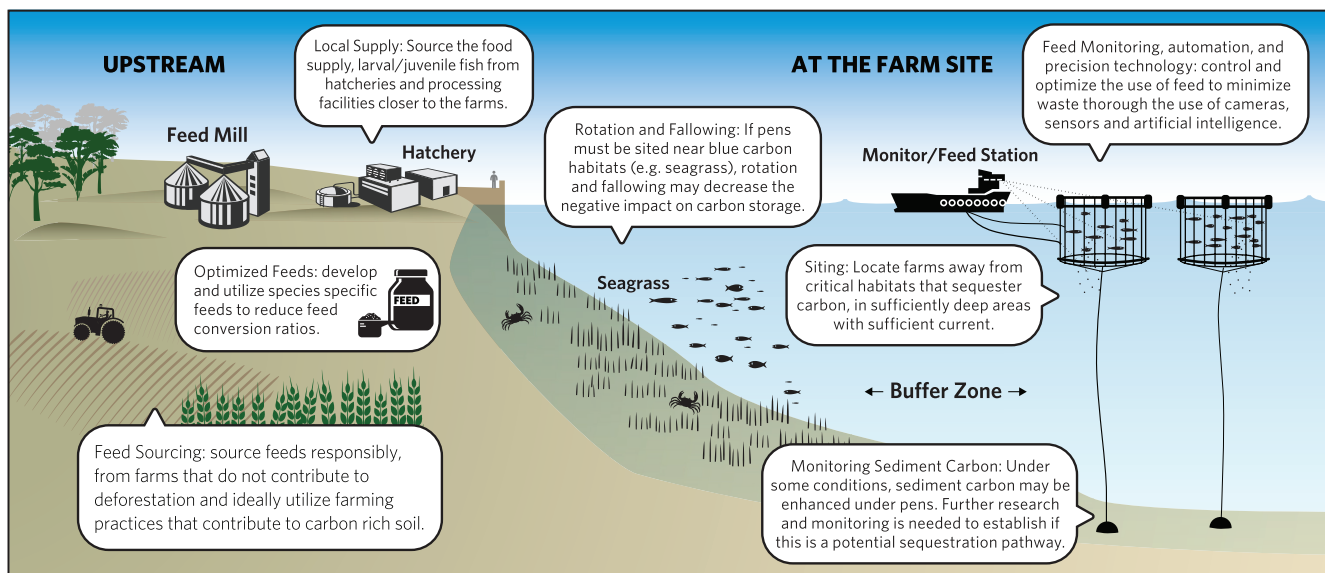 UPSTREAM
Local Supply: Source the food
supply, larval/juvenile fish from
hatcheries and processing
facilities closer to the farms.
Feed Mill
Hatchery
Optimized Feeds: develop
and utilize species specific
feeds to reduce feed
conversion ratios.
FEED
Feed Sourcing: source feeds responsibly,
from farms that do not contribute to
deforestation and ideally utilize farming
practices that contribute to carbon rich soil.
Rotation and Fallowing: If pens
must be sited near blue carbon
habitats (e.g. seagrass), rotation
and fallowing may decrease the
negative impact on carbon storage.
Seagrass
AT THE FARM SITE
Feed Monitoring, automation, and
precision technology: control and
optimize the use of feed to minimize
waste thorough the use of cameras,
sensors and artificial intelligence.
Monitor/Feed Station
Siting: Locate farms away from
critical habitats that sequester
carbon, in sufficiently deep areas
with sufficient current.
← Buffer Zone →
Monitoring Sediment Carbon: Under
some conditions, sediment carbon may be
enhanced under pens. Further research
and monitoring is needed to establish if
this is a potential sequestration pathway.